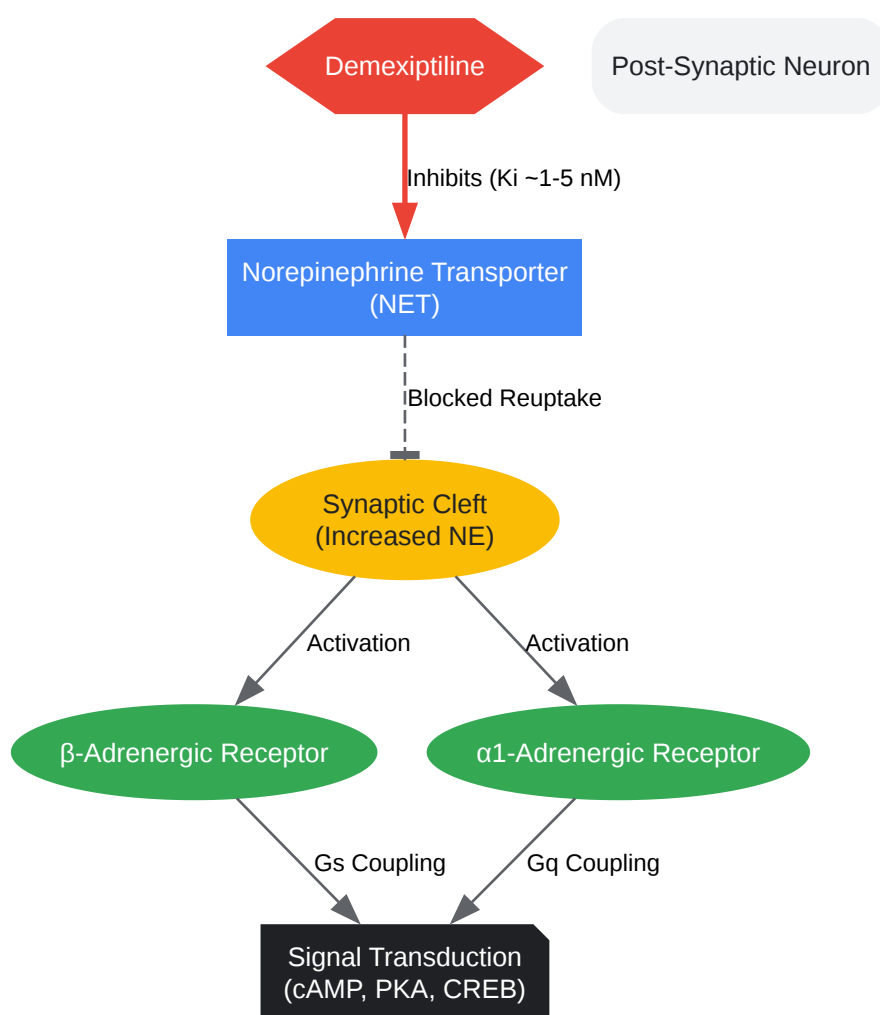 Demexiptiline
Post-Synaptic Neuron
Inhibits (Ki ~1-5 nM)
Norepinephrine Transporter
(NET)
Blocked Reuptake
Synaptic Cleft
(Increased NE)
Activation
Activation
β-Adrenergic Receptor
α1-Adrenergic Receptor
Gs Coupling
Gq Coupling
Signal Transduction
(cAMP, PKA, CREB)